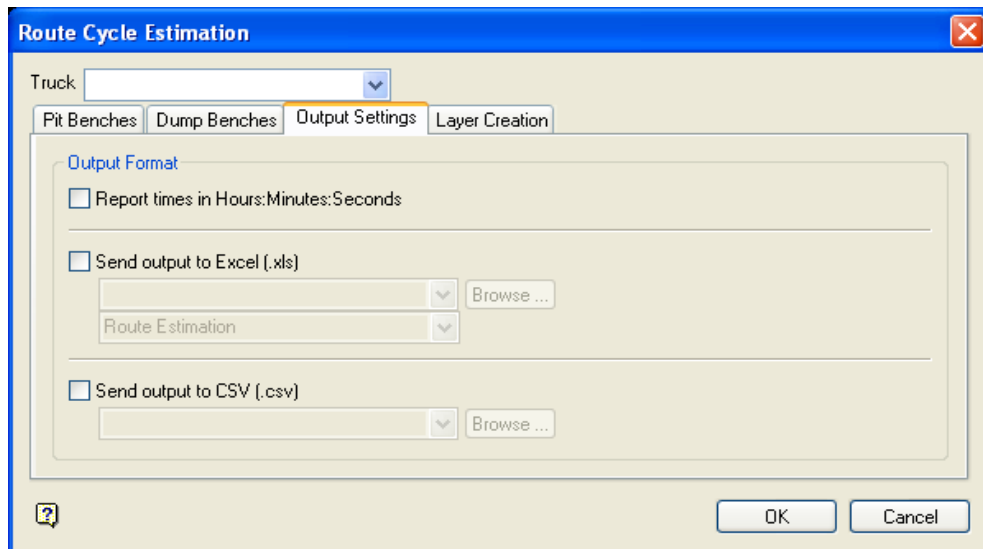 Route Cycle Estimation
Truck
Pit Benches Dump Benches Output Settings Layer Creation
Output Format
Report times in Hours:Minutes:Seconds
Send output to Excel (.xls)
Browse ...
Route Estimation
Send output to CSV (.csv)
Browse ...
?
OK Cancel